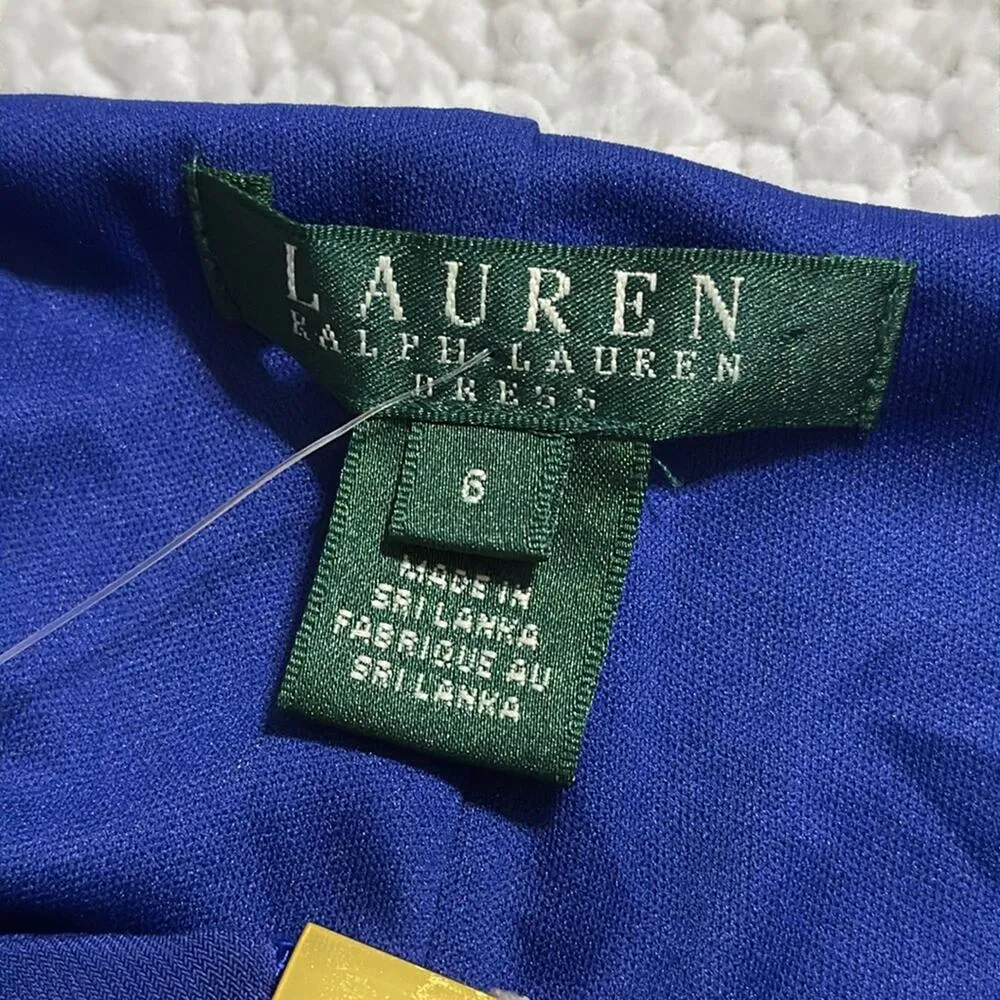 LAUREN
RALPH LAUREN
DRESS
6
MADE IN
SRI LANKA
FABRIQUE AU
SRI LANKA